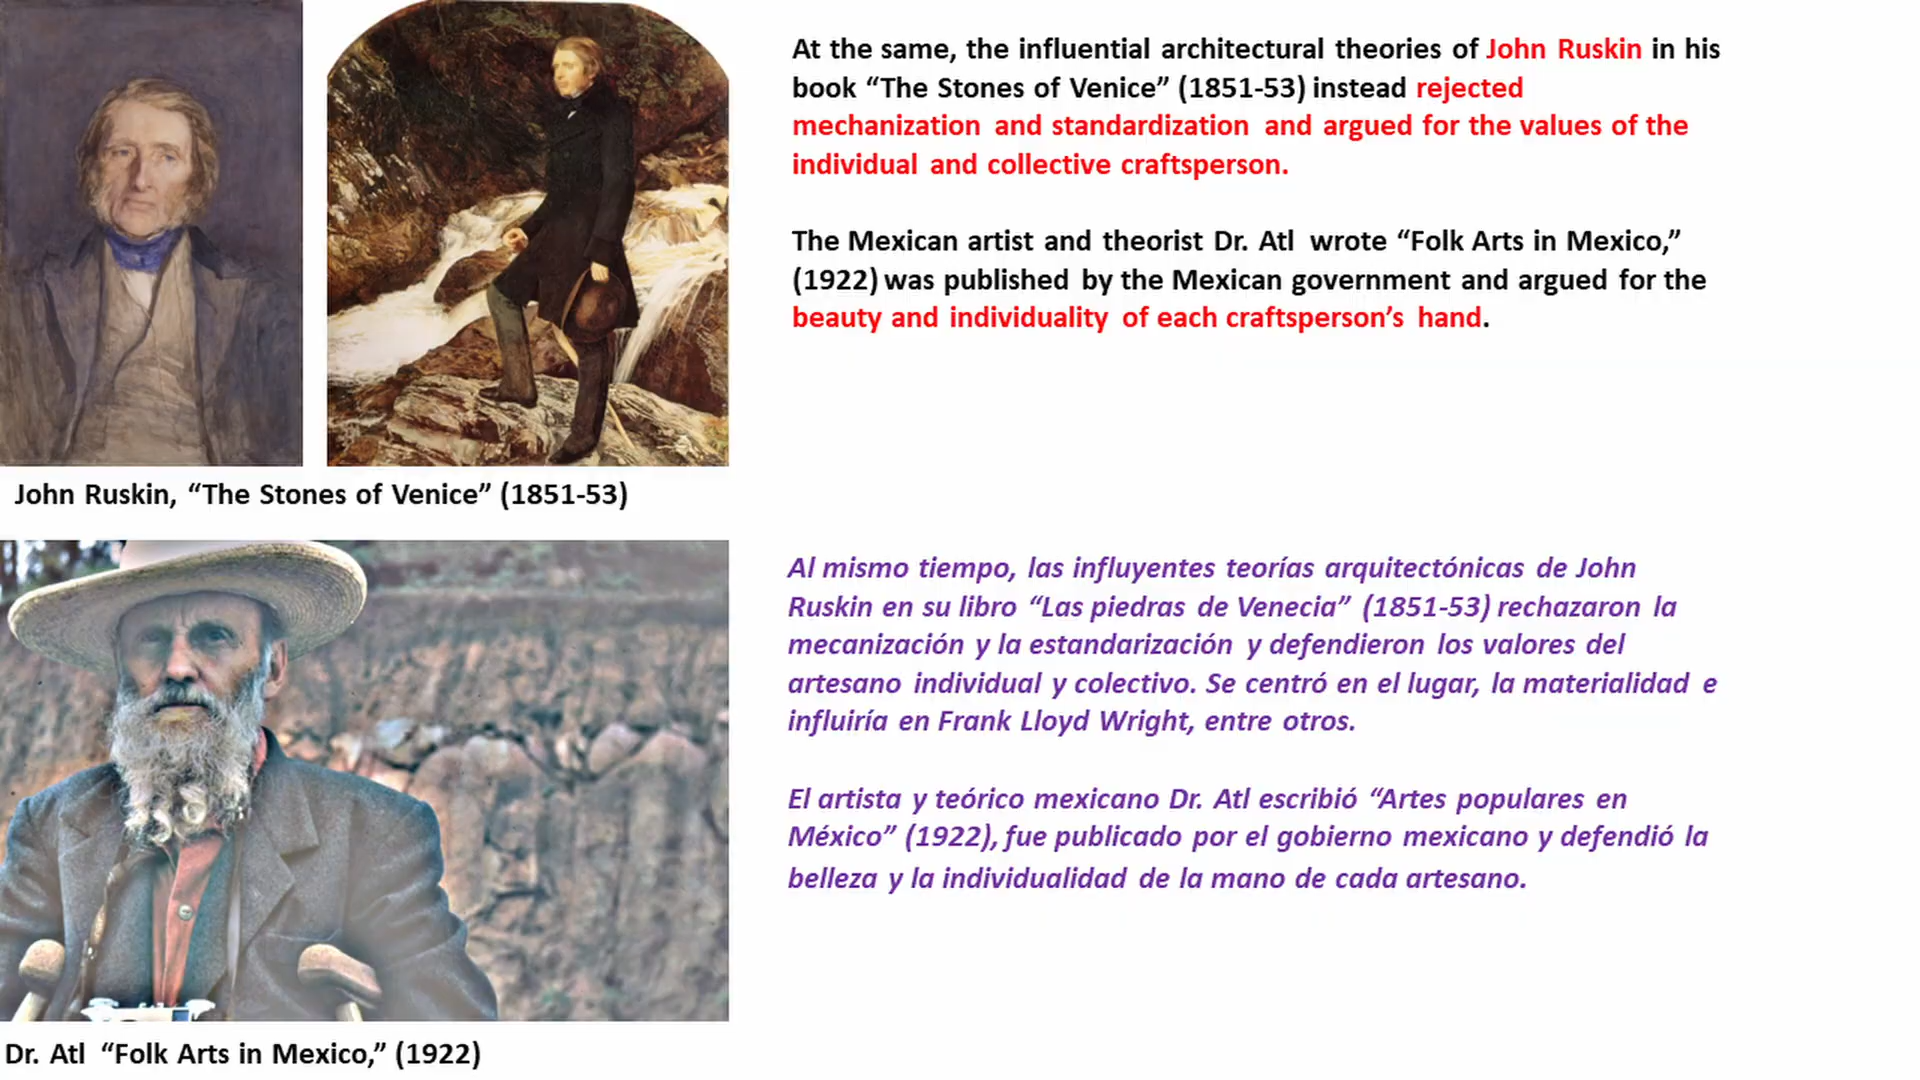 At the same, the influential architectural theories of John Ruskin in his
book “The Stones of Venice” (1851-53) instead rejected
mechanization and standardization and argued for the values of the
individual and collective craftsperson.
The Mexican artist and theorist Dr. Atl wrote “Folk Arts in Mexico,”
(1922) was published by the Mexican government and argued for the
beauty and individuality of each craftsperson’s hand.
John Ruskin, “The Stones of Venice” (1851-53)
Al mismo tiempo, las influyentes teorías arquitectónicas de John
Ruskin en su libro “Las piedras de Venecia” (1851-53) rechazaron la
mecanización y la estandarización y defendieron los valores del
artesano individual y colectivo. Se centró en el lugar, la materialidad e
influiría en Frank Lloyd Wright, entre otros.
El artista y teórico mexicano Dr. Atl escribió “Artes populares en
México” (1922), fue publicado por el gobierno mexicano y defendió la
belleza y la individualidad de la mano de cada artesano.
Dr. Atl “Folk Arts in Mexico,” (1922)